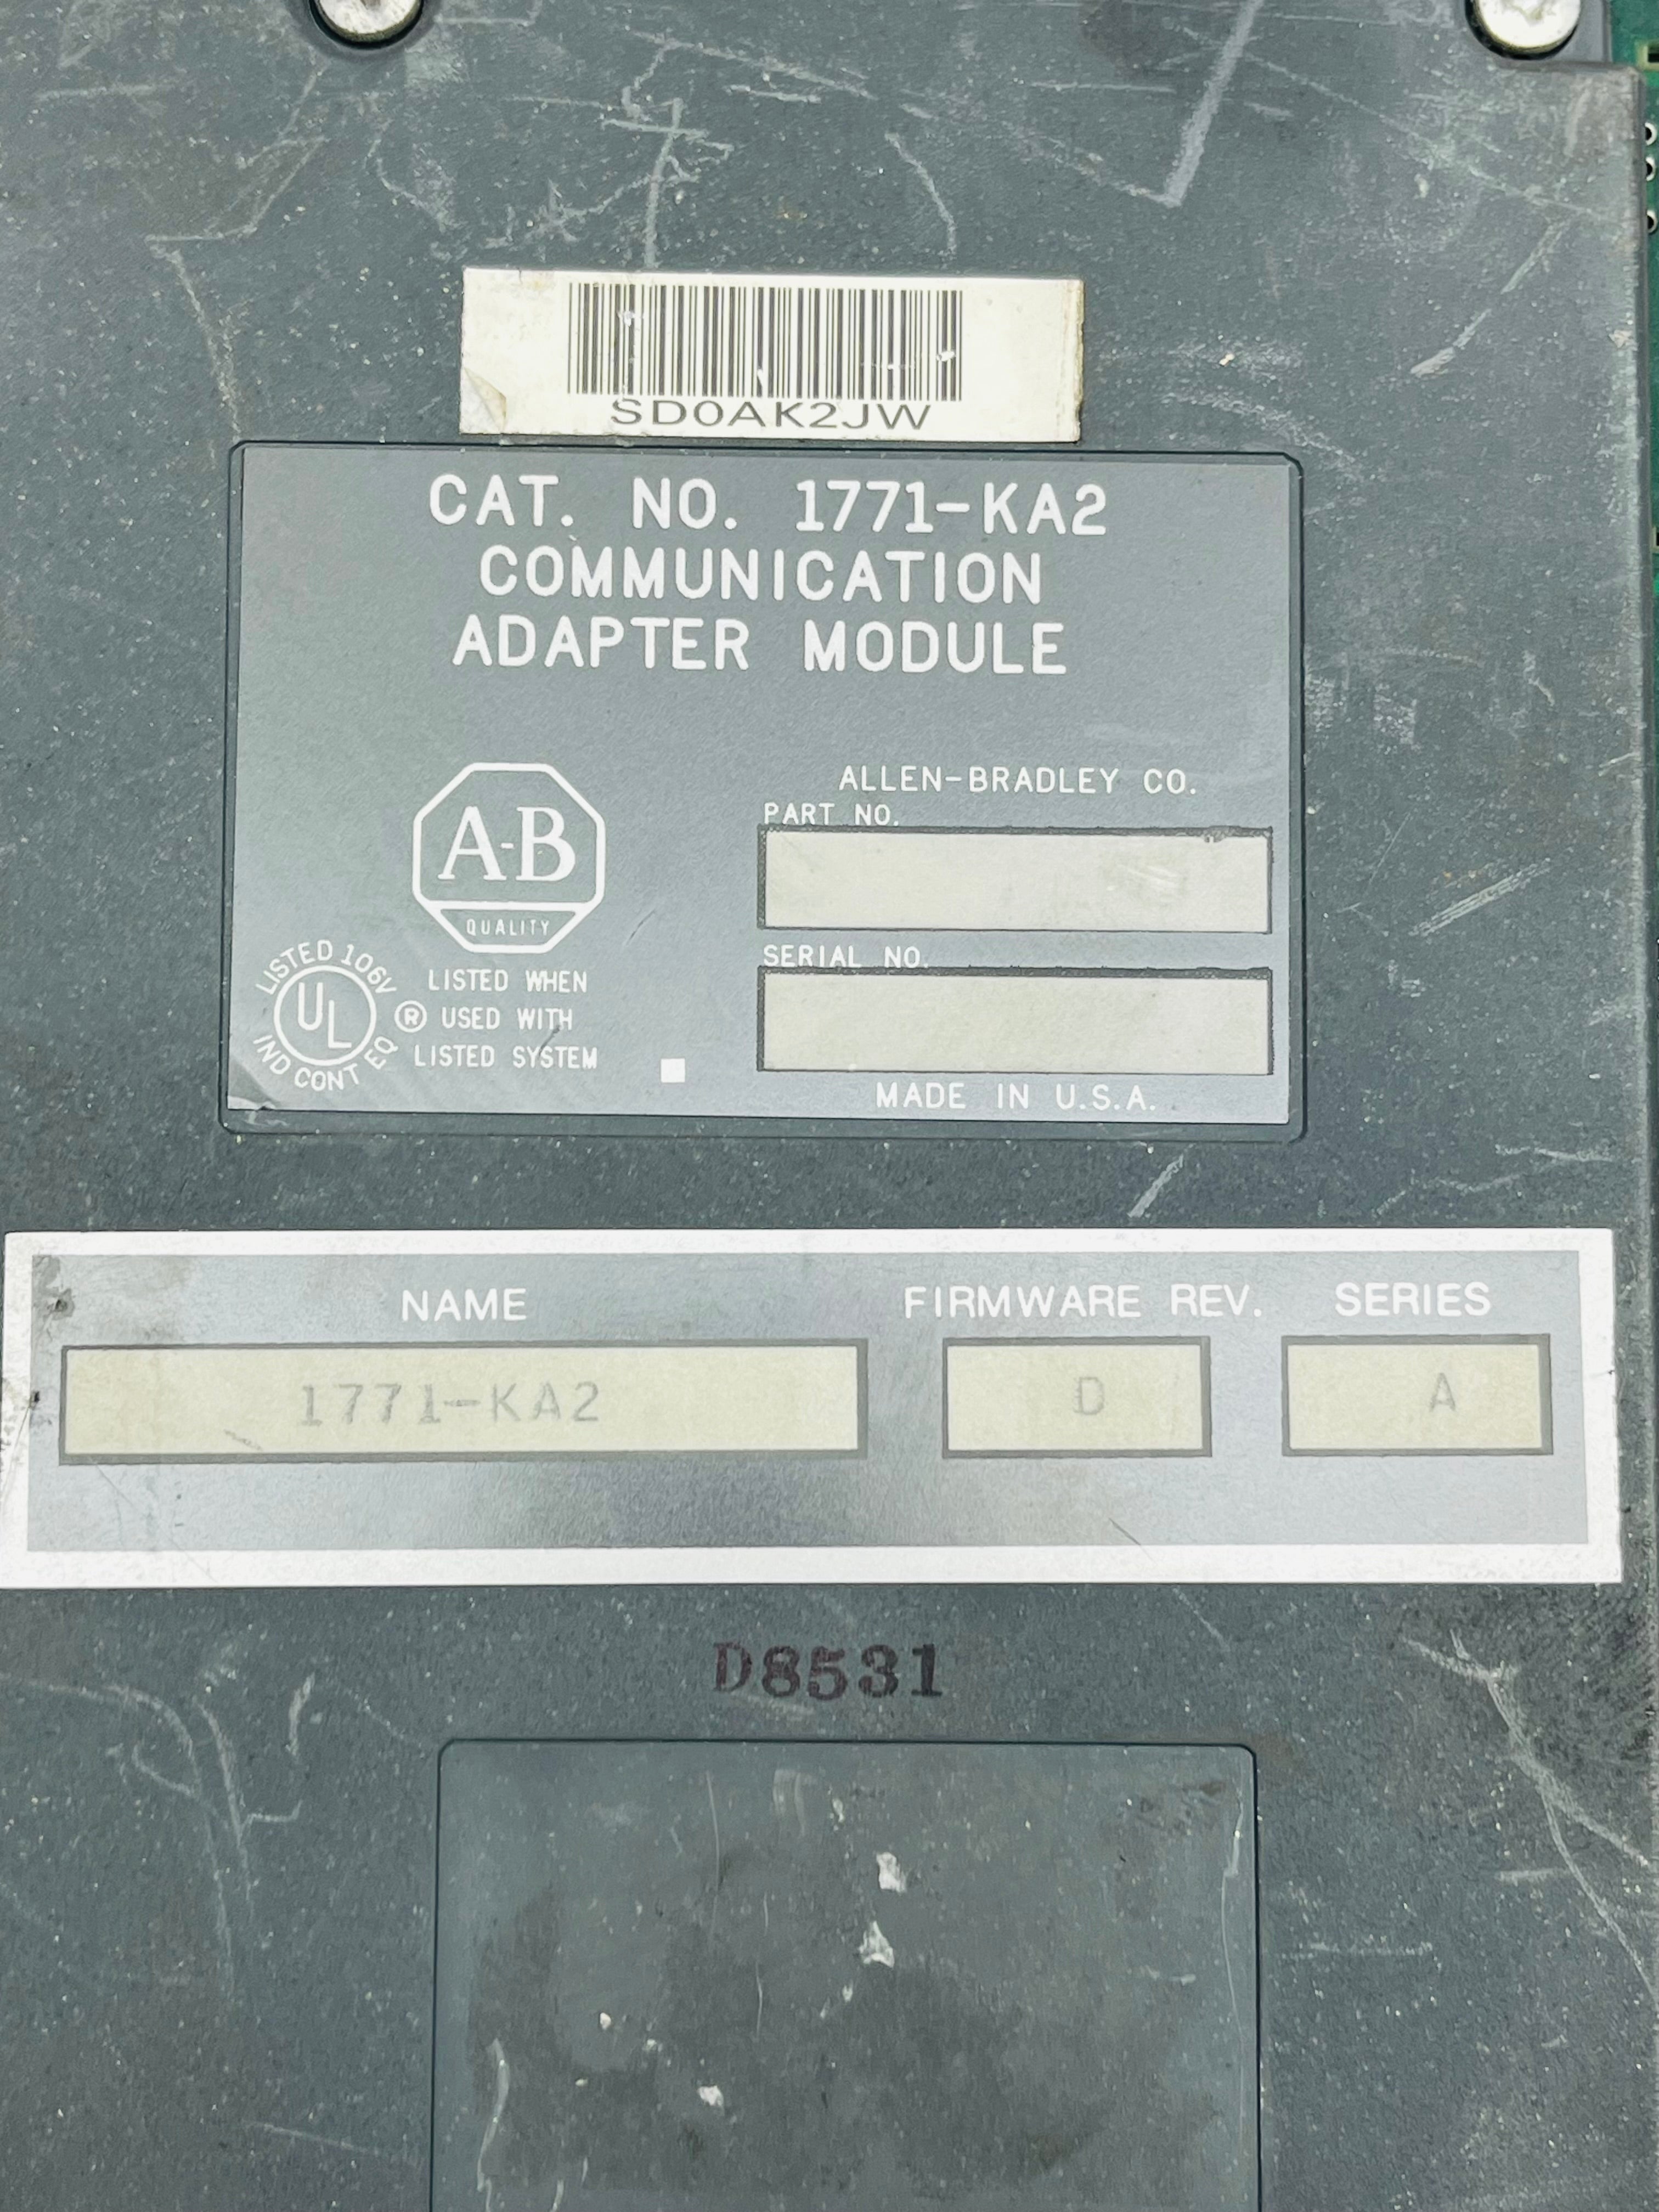 SD0AK2JW
CAT. NO. 1771-KA2
COMMUNICATION
ADAPTER MODULE
ALLEN-BRADLEY CO.
PART NO.
A-B
QUALITY
SERIAL NO.
LISTED 106V
UL
IND CONT EQ
®
LISTED WHEN
USED WITH
LISTED SYSTEM
MADE IN U.S.A.
NAME FIRMWARE REV. SERIES
1771-KA2 D A
D8531